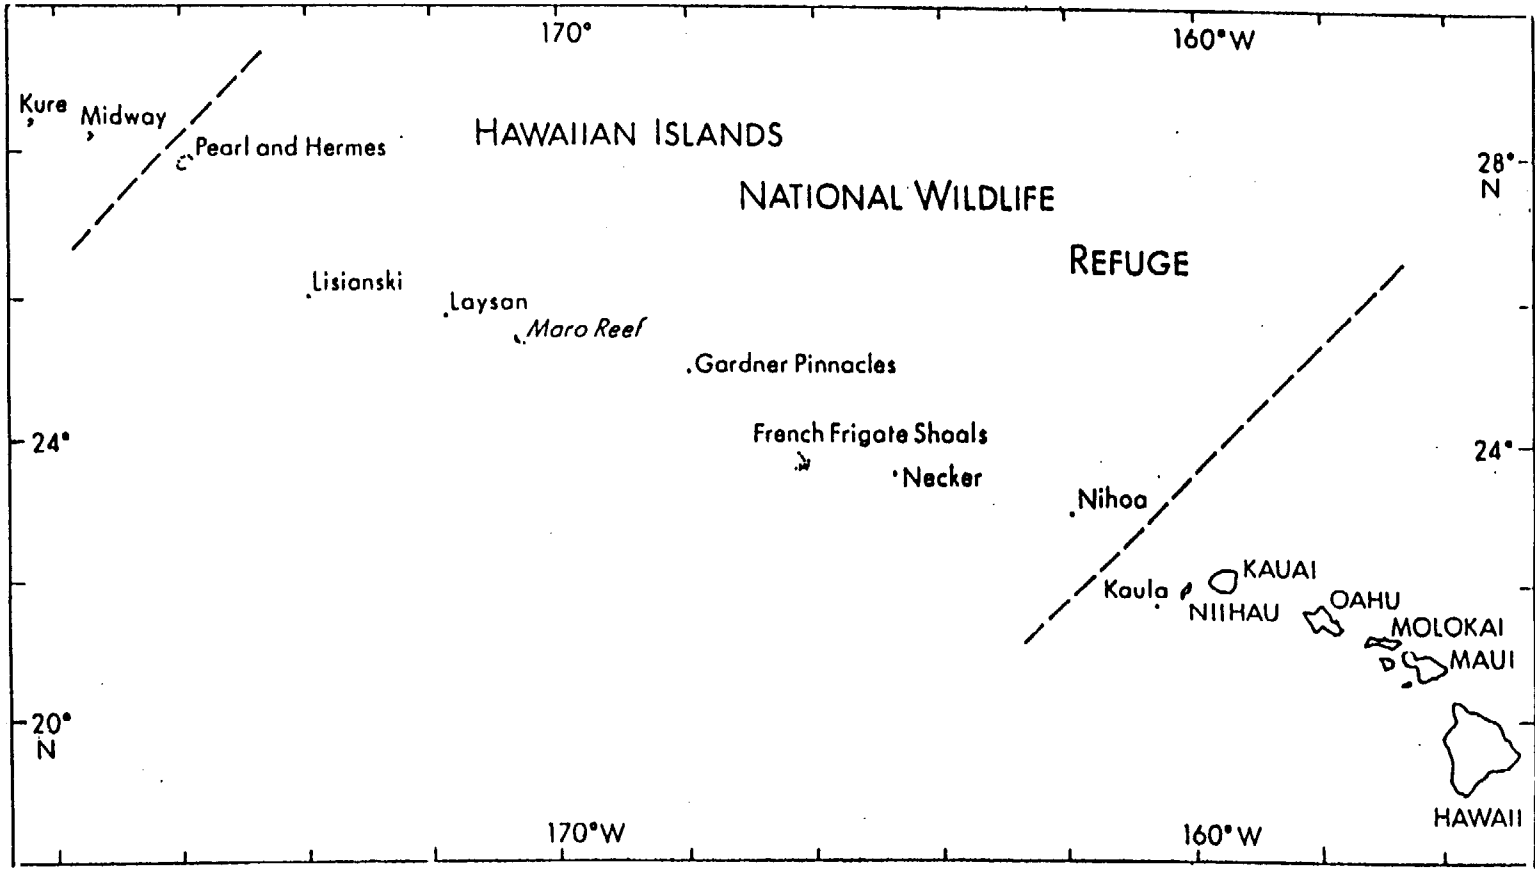 170°
160°W
Kure
Midway
Pearl and Hermes
HAWAIIAN ISLANDS
28°
N
NATIONAL WILDLIFE
REFUGE
Lisianski
Laysan
Maro Reef
Gardner Pinnacles
French Frigate Shoals
24°
24°
Necker
Nihoa
Kaula
KAUAI
NIIHAU
OAHU
MOLOKAI
MAUI
20°
N
HAWAII
170°W
160°W